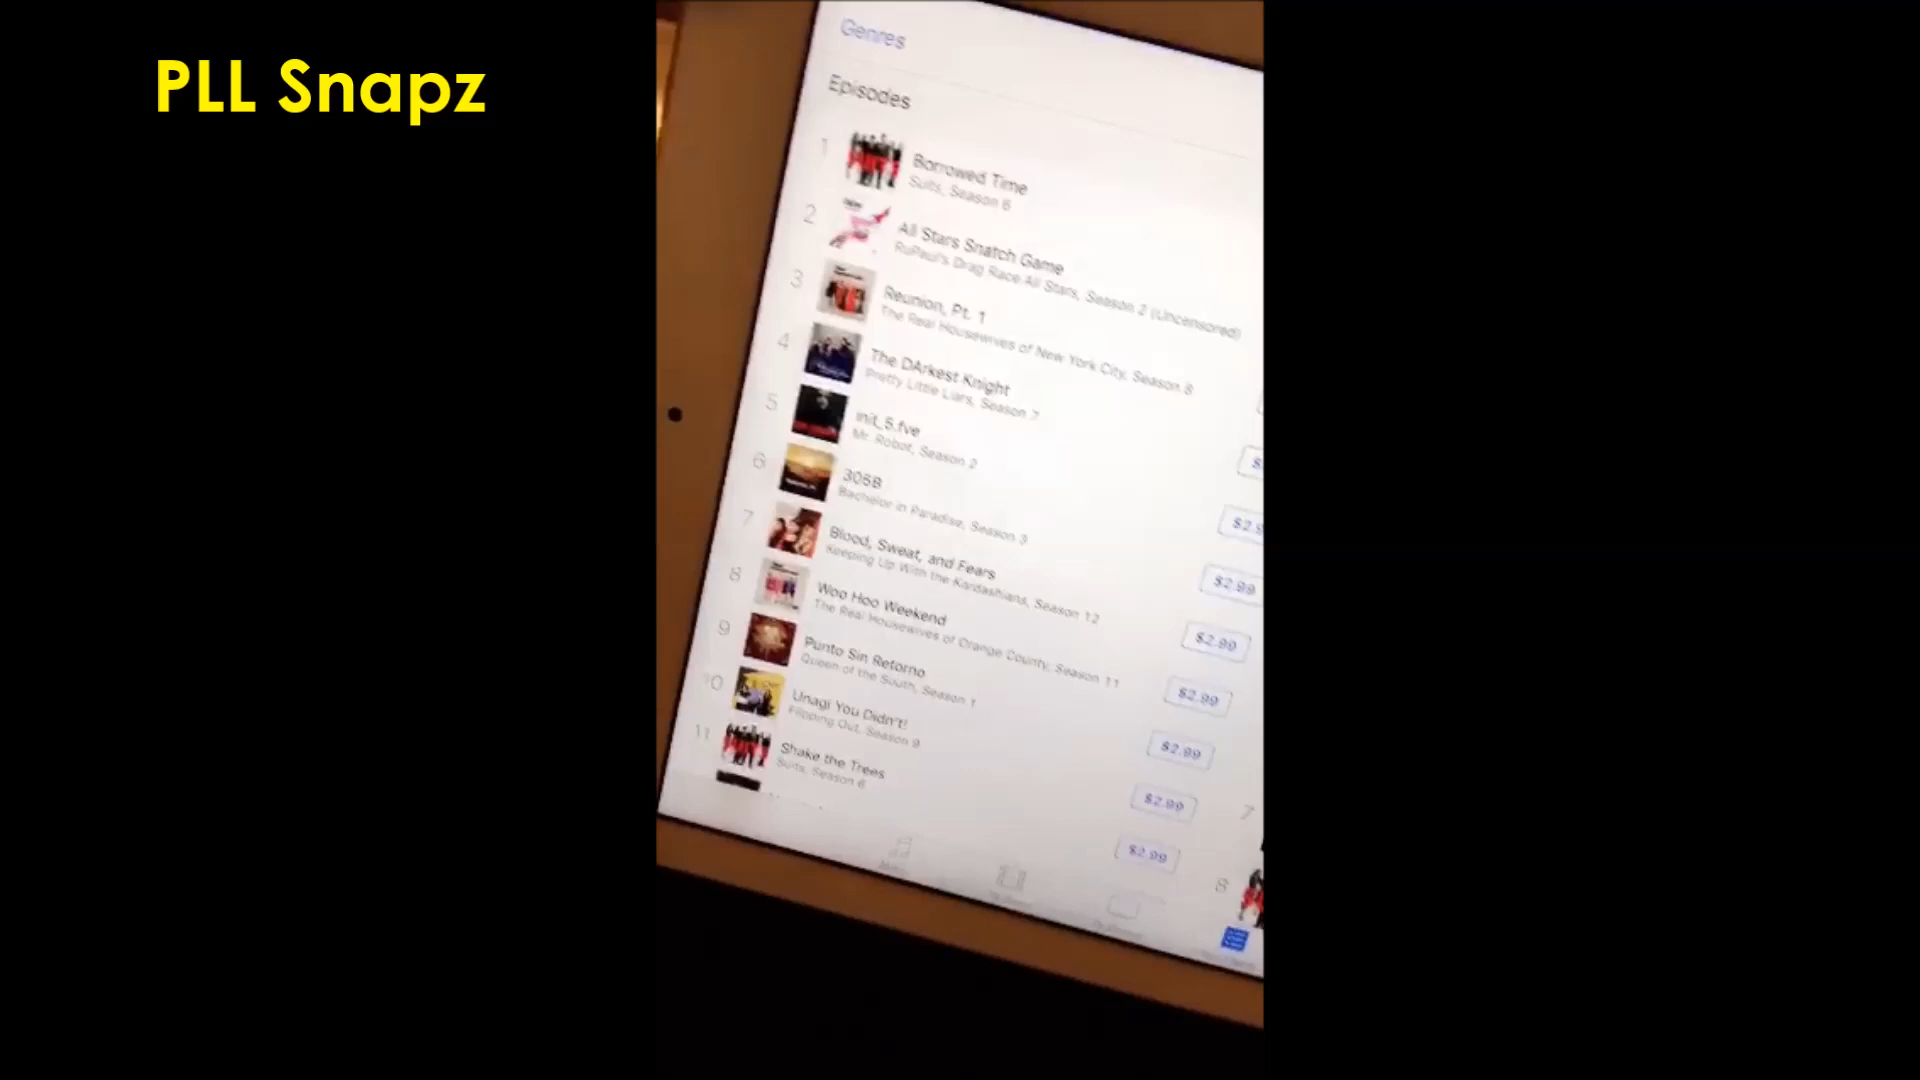 PLL Snapz
Genres
Episodes
1
Borrowed Time
Suits, Season 6
2
All Stars Snatch Game
RuPaul's Drag Race All Stars, Season 2 (Uncensored)
3
Reunion, Pt. 1
The Real Housewives of New York City, Season 8
4
The DArkest Knight
Pretty Little Liars, Season 7
5
init_5.fve
Mr. Robot, Season 2
6
305B
Bachelor in Paradise, Season 3
$2.9
7
Blood, Sweat, and Fears
Keeping Up With the Kardashians, Season 12
$2.99
8
Woo Hoo Weekend
The Real Housewives of Orange County, Season 11
$2.99
9
Punto Sin Retorno
Queen of the South, Season 1
$2.99
10
Unagi You Didn't!
Flipping Out, Season 9
$2.99
11
Shake the Trees
Suits, Season 6
$2.99
$2.99
7
8